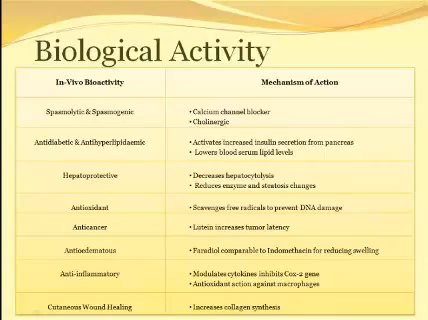 Biological Activity
In-Vivo Bioactivity Mechanism of Action
Spasmolytic & Spasmogenic • Calcium channel blocker
• Cholinergic
Antidiabetic & Antihyperlipidaemic • Activates increased insulin secretion from pancreas
• Lowers blood serum lipid levels
Hepatoprotective • Decreases hepatocytolysis
• Reduces enzyme and steatosis changes
Antioxidant • Scavenges free radicals to prevent DNA damage
Anticancer • Lutein increases tumor latency
Antioedematous • Faradiol comparable to Indomethacin for reducing swelling
Anti-inflammatory • Modulates cytokines inhibits Cox-2 gene
• Antioxidant action against macrophages
Cutaneous Wound Healing • Increases collagen synthesis